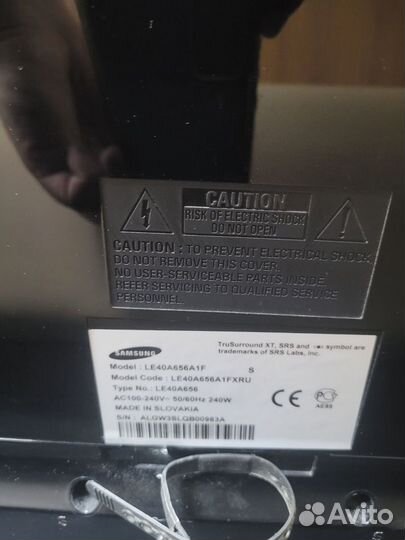 CAUTION
RISK OF ELECTRIC SHOCK
DO NOT OPEN
CAUTION : TO PREVENT ELECTRICAL SHOCK,
DO NOT REMOVE THIS COVER.
NO USER-SERVICEABLE PARTS INSIDE.
REFER SERVICING TO QUALIFIED SERVICE
PERSONNEL.
SAMSUNG
Model : LE40A656A1F S
Model Code : LE40A656A1FXRU
Type No. : LE40A656
AC100-240V~ 50/60Hz 240W
MADE IN SLOVAKIA
S/N : ALGW3SLQB00983A
TruSurround XT, SRS and symbol are
trademarks of SRS Labs, Inc.
CE
PC
AE95
Avito